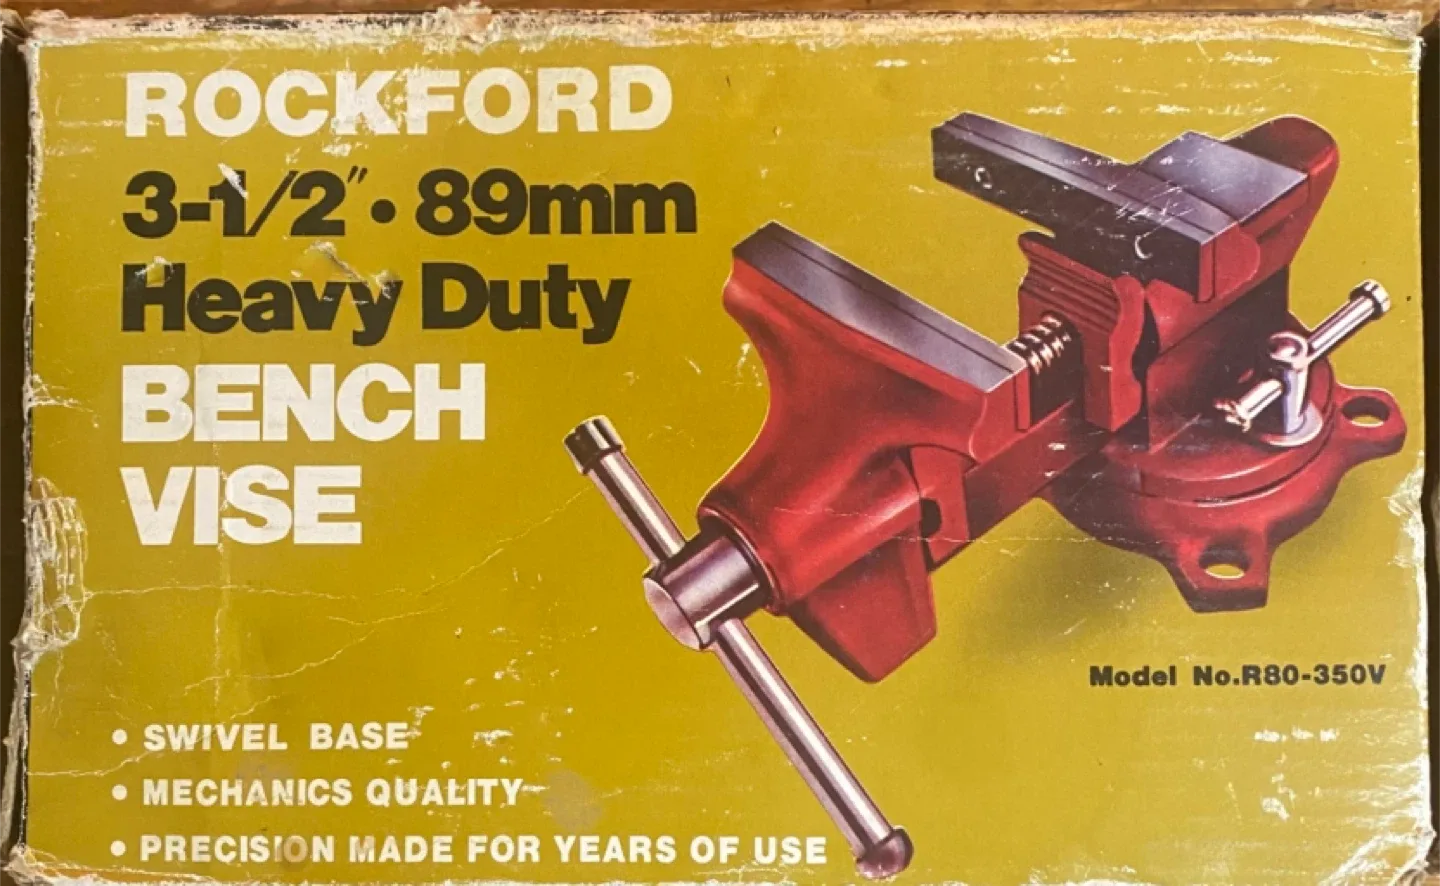 ROCKFORD
3-1/2" • 89mm
Heavy Duty
BENCH
VISE
Model No.R80-350V
• SWIVEL BASE
• MECHANICS QUALITY
• PRECISION MADE FOR YEARS OF USE